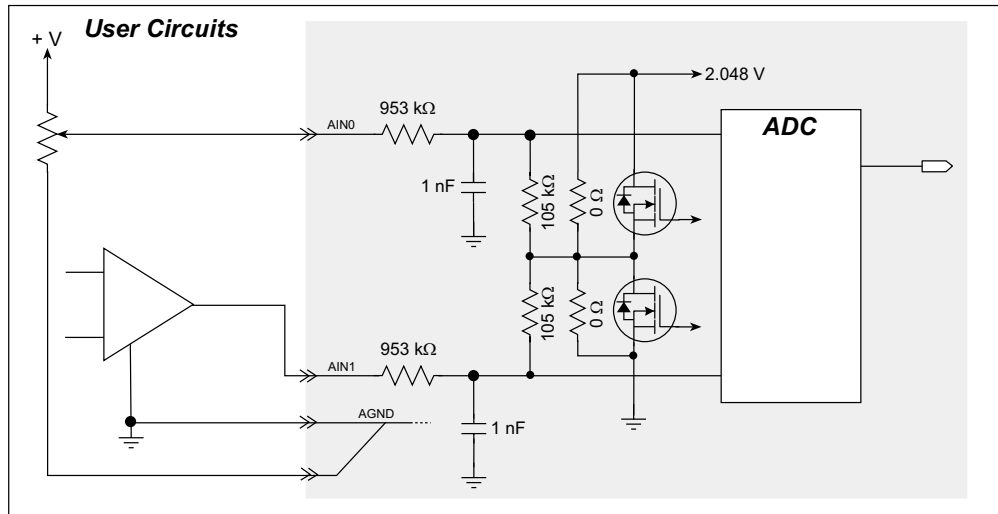 User Circuits
+ V
2.048 V
953 kΩ
AIN0
ADC
1 nF
105 kΩ
0 Ω
105 kΩ
0 Ω
953 kΩ
AIN1
AGND
1 nF